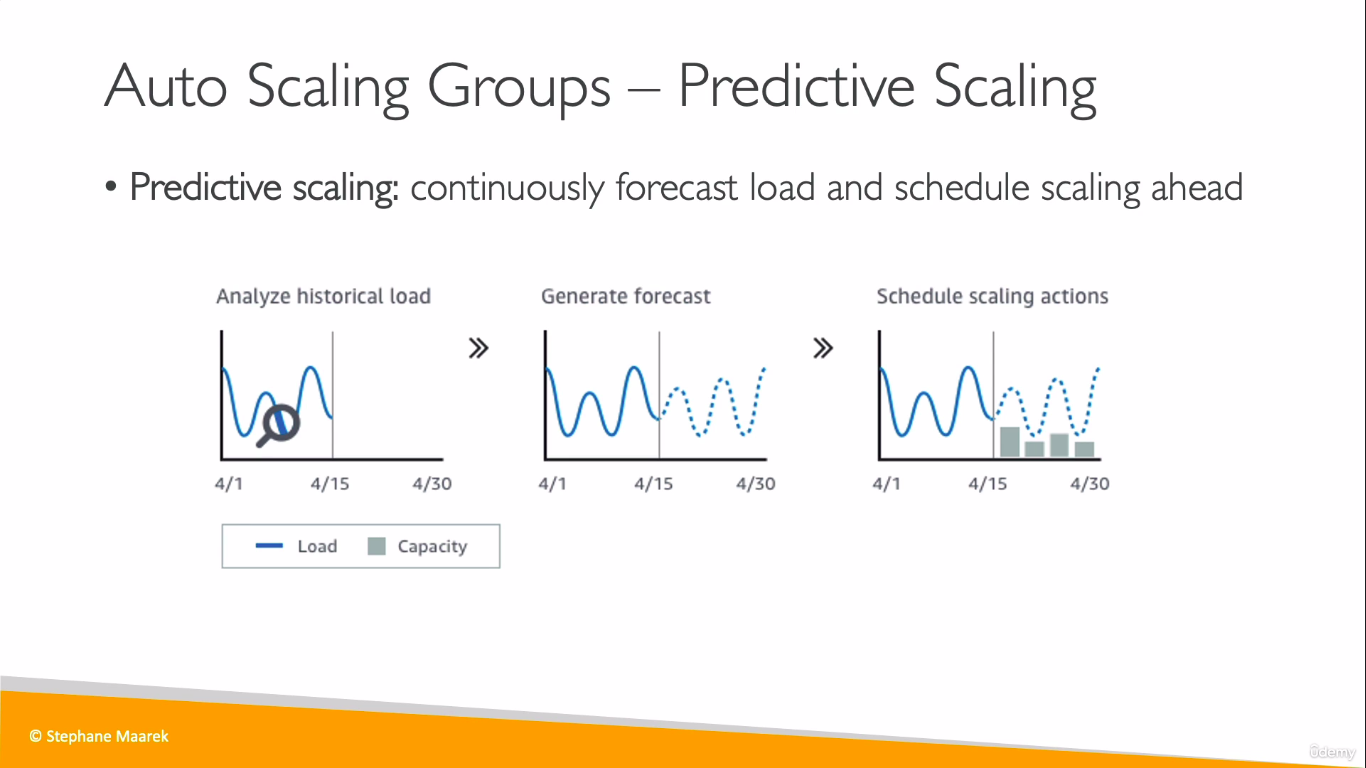 Auto Scaling Groups – Predictive Scaling
• Predictive scaling: continuously forecast load and schedule scaling ahead
Analyze historical load
4/1 4/15 4/30
Generate forecast
4/1 4/15 4/30
Schedule scaling actions
4/1 4/15 4/30
Load Capacity
© Stephane Maarek
ûdemy